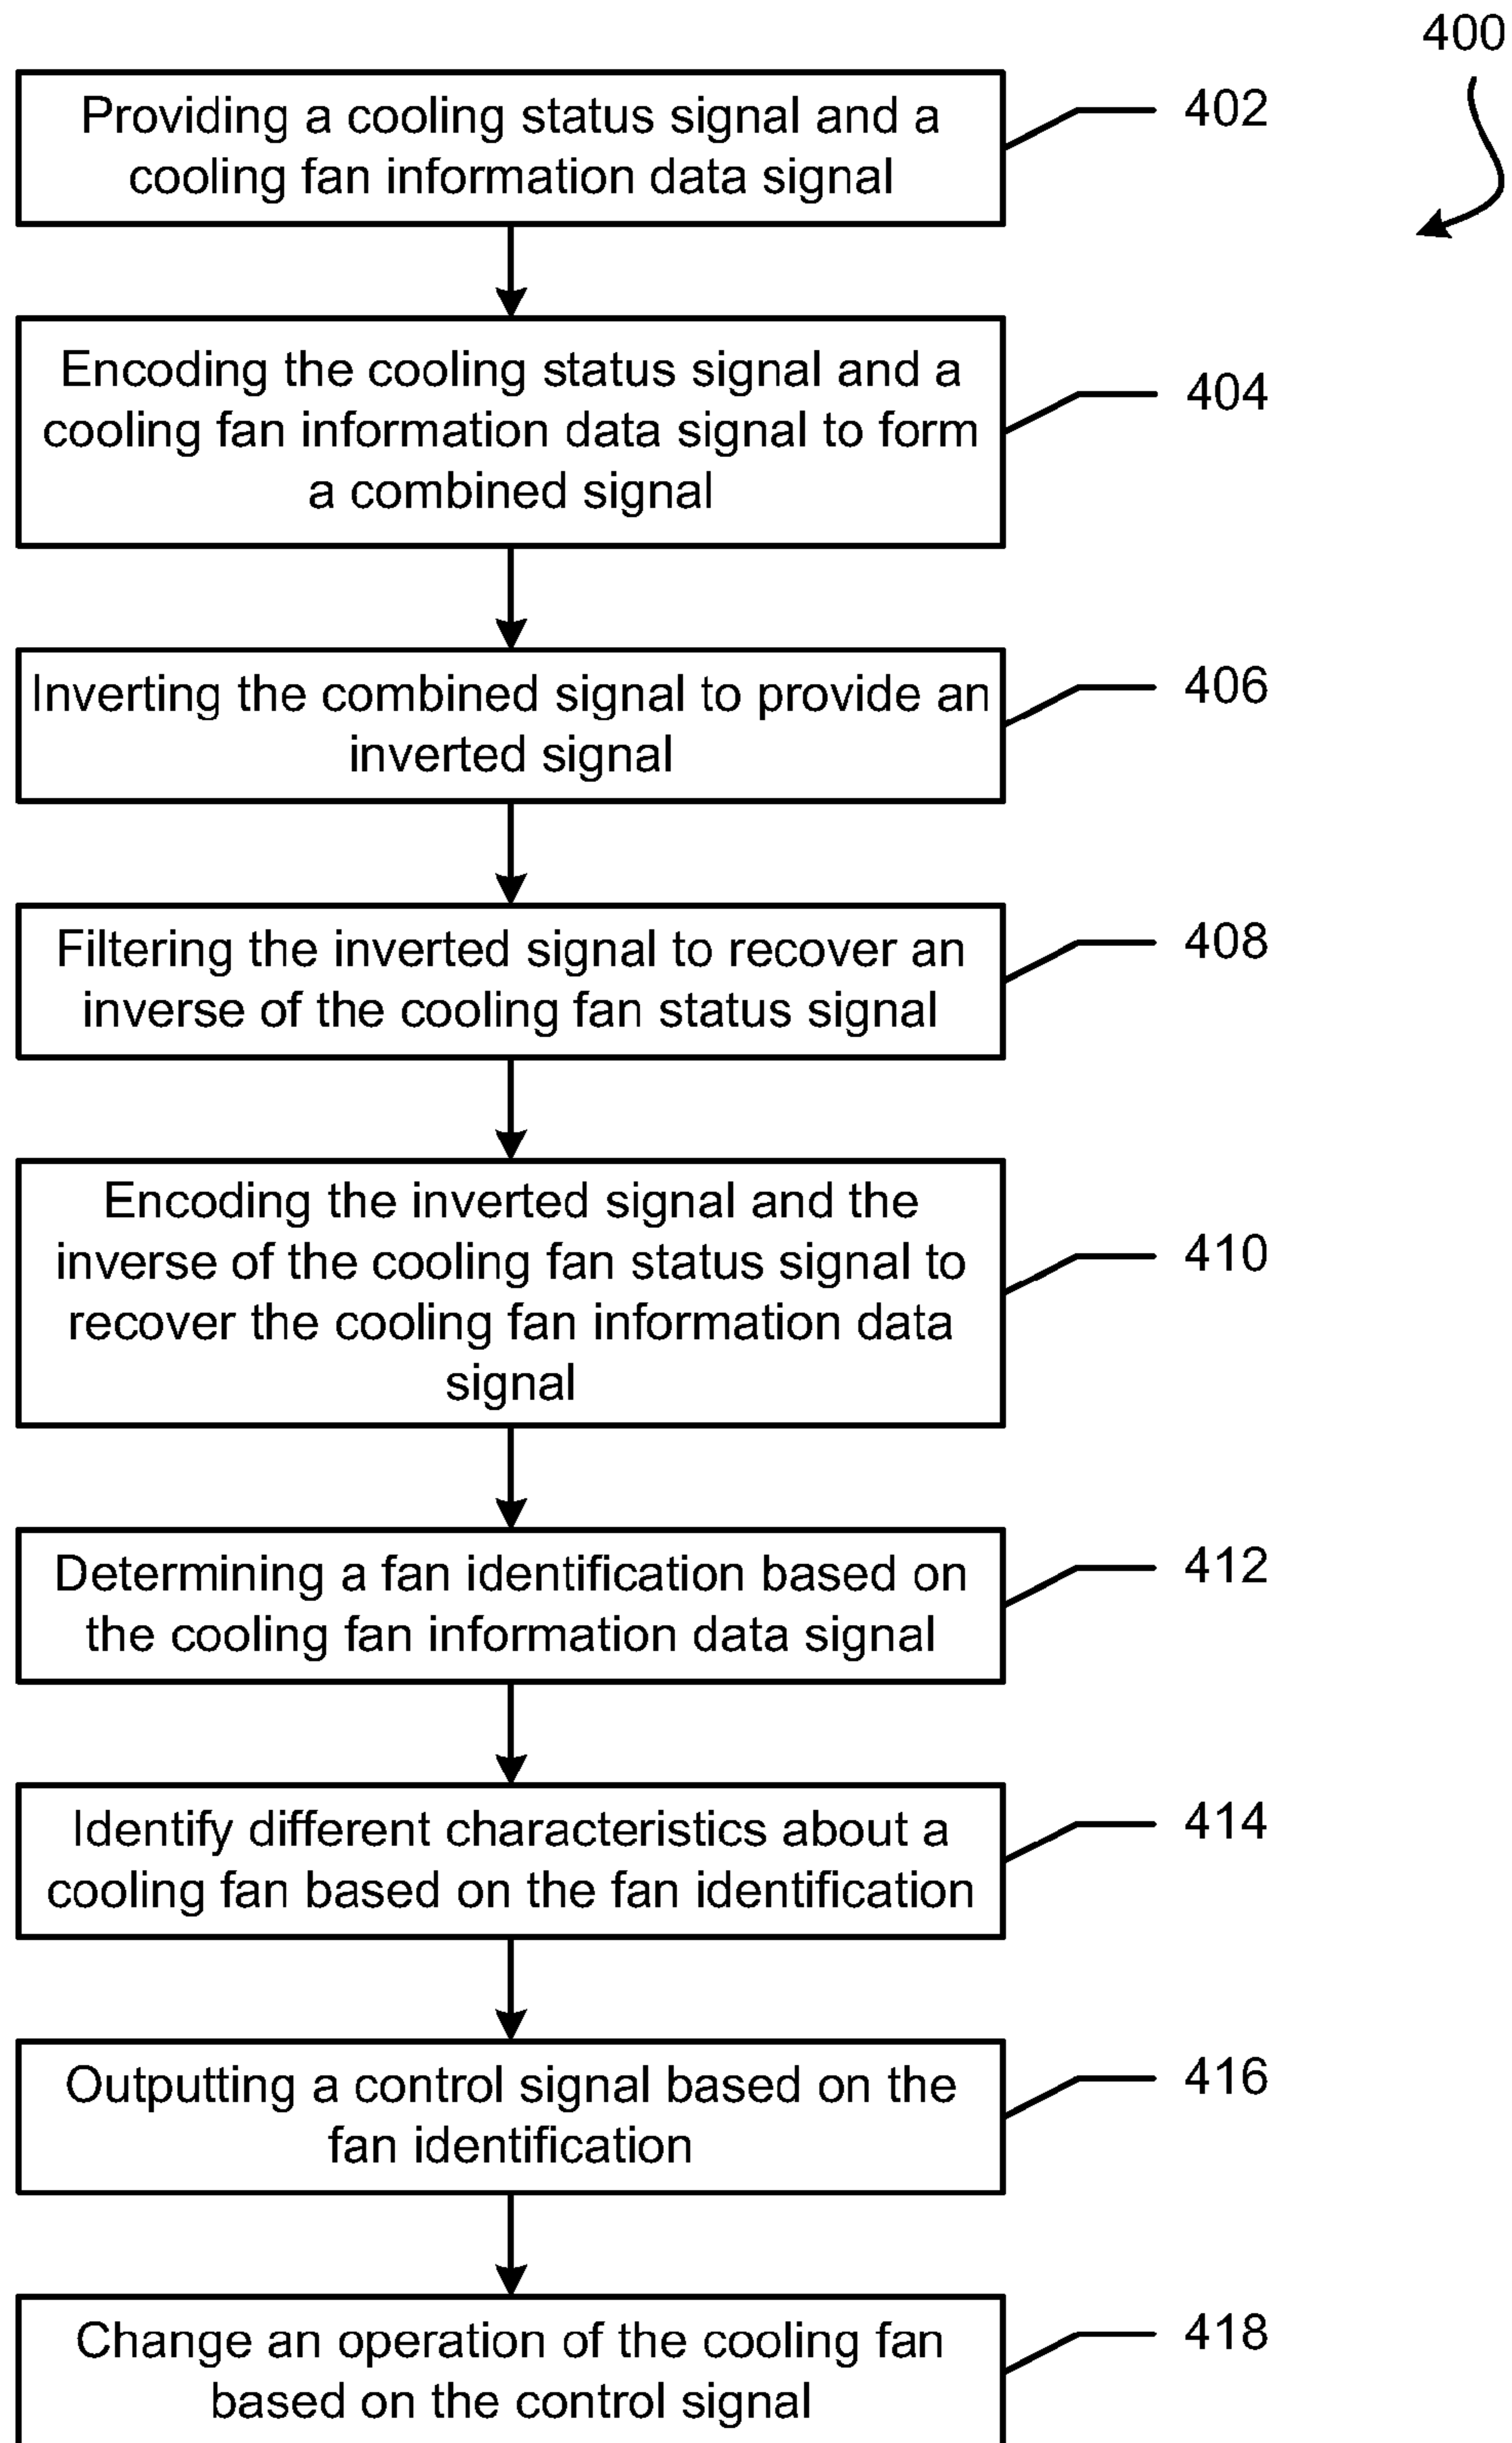 400
Providing a cooling status signal and a
cooling fan information data signal
402
Encoding the cooling status signal and a
cooling fan information data signal to form
a combined signal
404
Inverting the combined signal to provide an
inverted signal
406
Filtering the inverted signal to recover an
inverse of the cooling fan status signal
408
Encoding the inverted signal and the
inverse of the cooling fan status signal to
recover the cooling fan information data
signal
410
Determining a fan identification based on
the cooling fan information data signal
412
Identify different characteristics about a
cooling fan based on the fan identification
414
Outputting a control signal based on the
fan identification
416
Change an operation of the cooling fan
based on the control signal
418